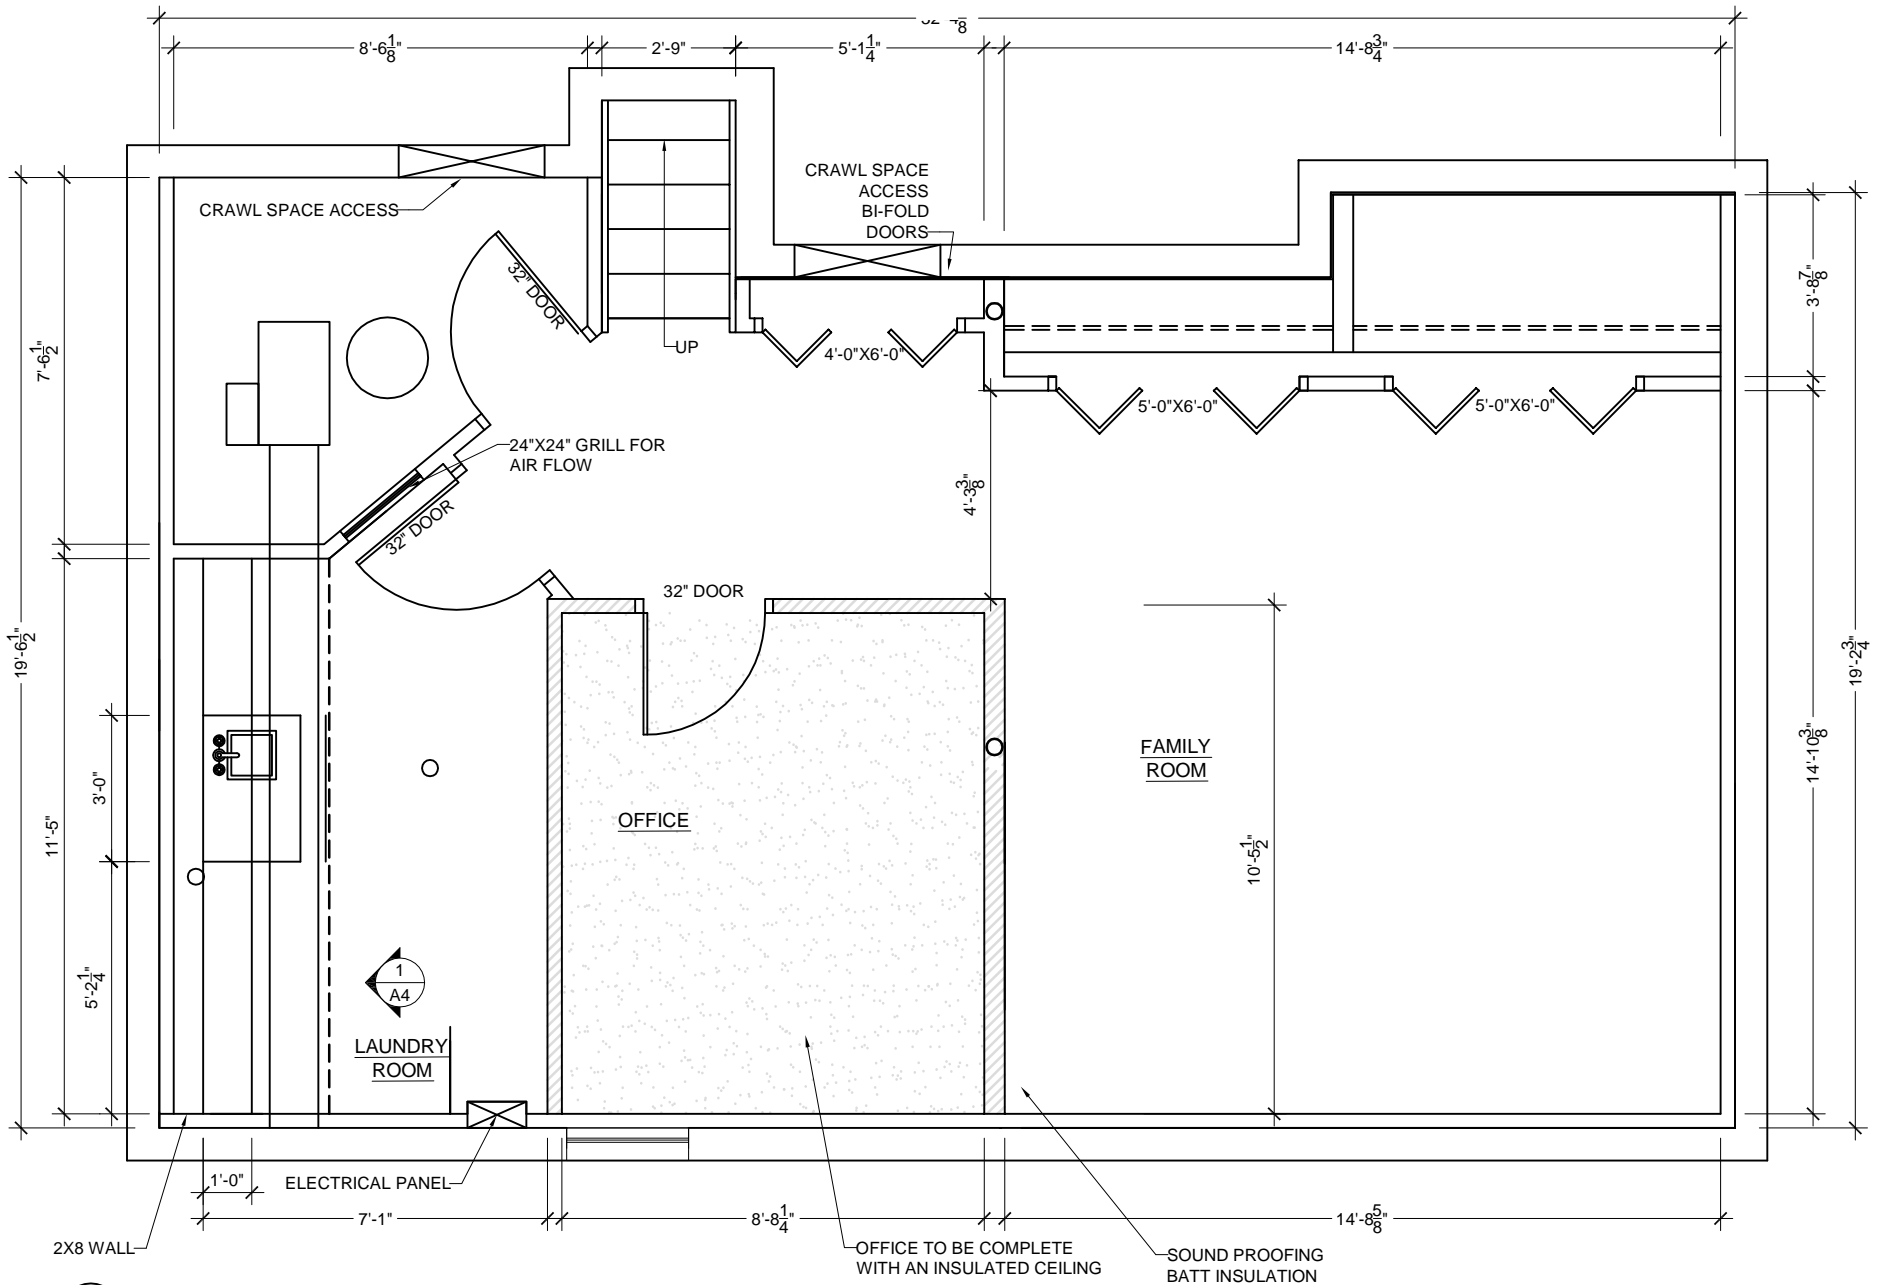 8'-6 1/8"
2'-9"
5'-1 1/4"
14'-8 3/4"
CRAWL SPACE ACCESS
CRAWL SPACE
ACCESS
BI-FOLD
DOORS
32" DOOR
UP
4'-0"X6'-0"
5'-0"X6'-0"
5'-0"X6'-0"
3'-8 7/8"
7'-6 1/2"
24"X24" GRILL FOR
AIR FLOW
4'-3 3/8"
32" DOOR
32" DOOR
19'-6 1/2"
19'-2 3/4"
14'-10 3/8"
3'-0"
11'-5"
FAMILY
ROOM
OFFICE
10'-5 1/2"
5'-2 1/4"
1
A4
LAUNDRY
ROOM
1'-0"
ELECTRICAL PANEL
7'-1"
8'-8 1/4"
14'-8 5/8"
2X8 WALL
OFFICE TO BE COMPLETE
WITH AN INSULATED CEILING
SOUND PROOFING
BATT INSULATION